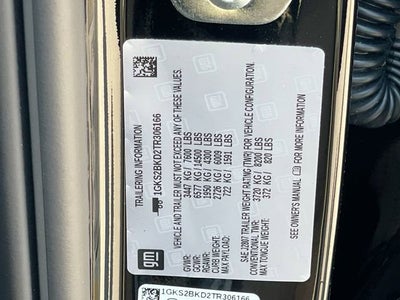 TRAILERING INFORMATION
1GKS2BKD2TR306166
VEHICLE AND TRAILER MUST NOT EXCEED ANY OF THESE VALUES.
GVWR: 3447 KG/ 7600 LBS
GCWR: 6577 KG/ 14500 LBS
RGAWR: 1950 KG/ 4300 LBS
CURB WEIGHT: 2726 KG/ 6009 LBS
MAX PAYLOAD: 722 KG/ 1591 LBS
SAE J2807 TRAILER WEIGHT RATING (TWR) FOR VEHICLE CONFIGURATION.
CONVENTIONAL TWR: 3720 KG/ 8200 LBS
MAX TONGUE WEIGHT: 372 KG/ 820 LBS
SEE OWNER'S MANUAL FOR MORE INFORMATION
gm
1GKS2BKD2TR306166